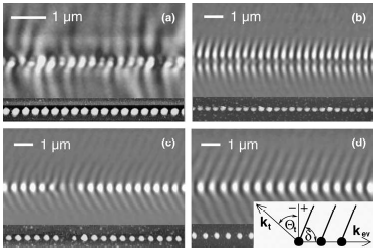 1 μm (a)
1 μm (b)
1 μm (c)
1 μm (d)
− +
k_t Θ_t δ k_ev